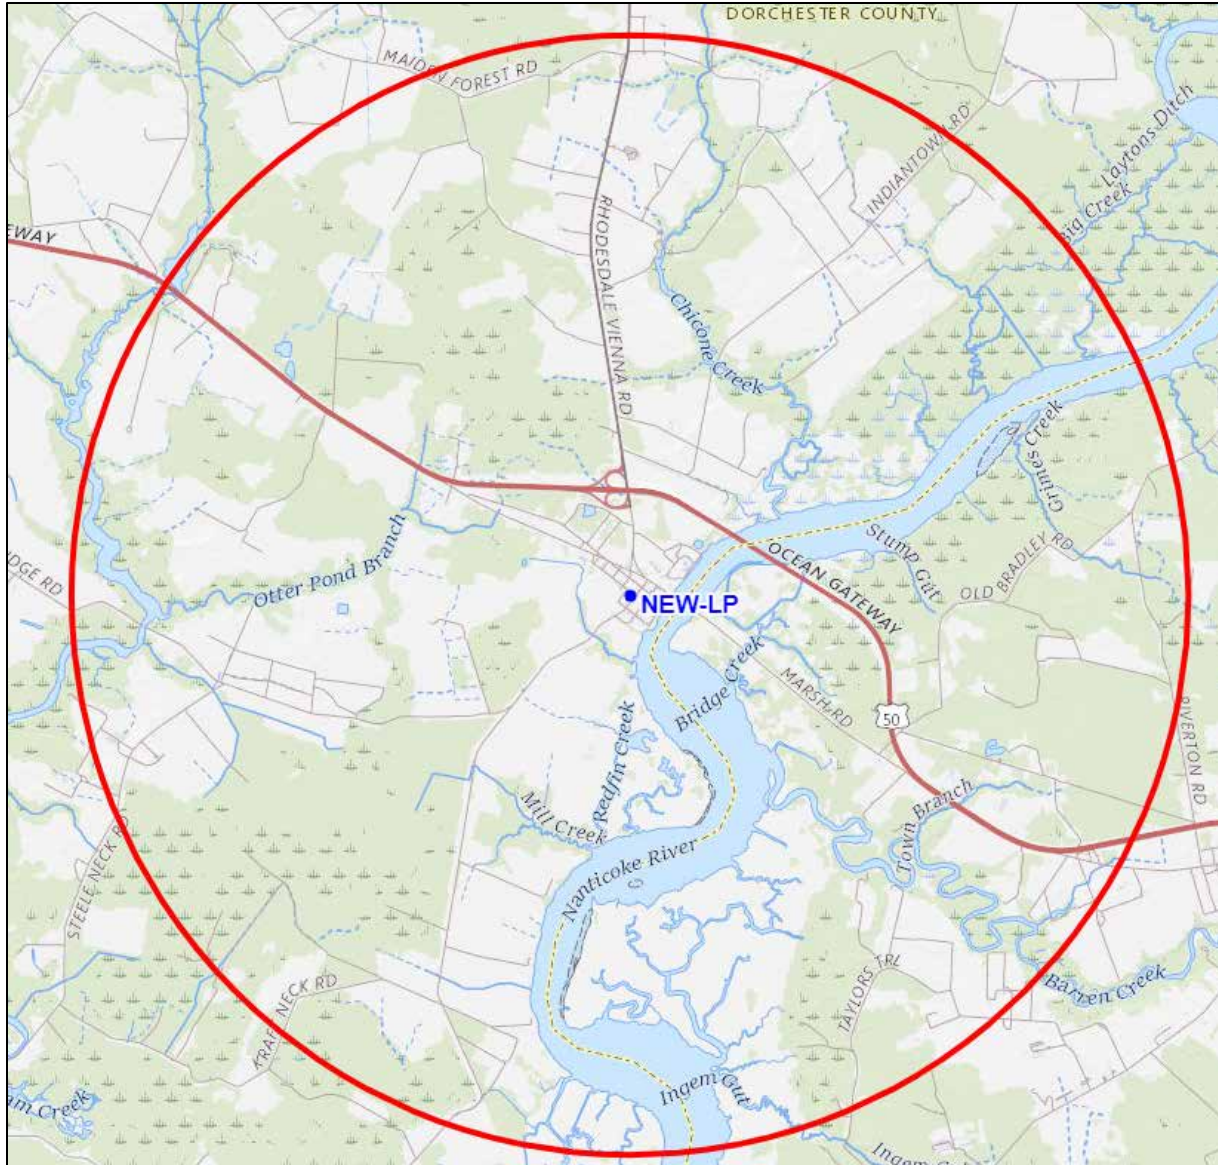 DORCHESTER COUNTY
MAIDEN FOREST RD
Laytons Ditch
INDIANTOWN RD
Big Creek
EWAY
RHODESDALE VIENNA RD
Chicone Creek
Grimes Creek
Otter Pond Branch
Stump Gut
OCEAN GATEWAY
OLD BRADLEY RD
IDGE RD
NEW-LP
Bridge Creek
MARSH RD
50
RIVERTON RD
Redfin Creek
Mill Creek
Town Branch
Nanticoke River
STEELE NECK RD
TAYLORS TRL
Barren Creek
KRAFT NECK RD
Ingem Gut
am Creek
Ingem G